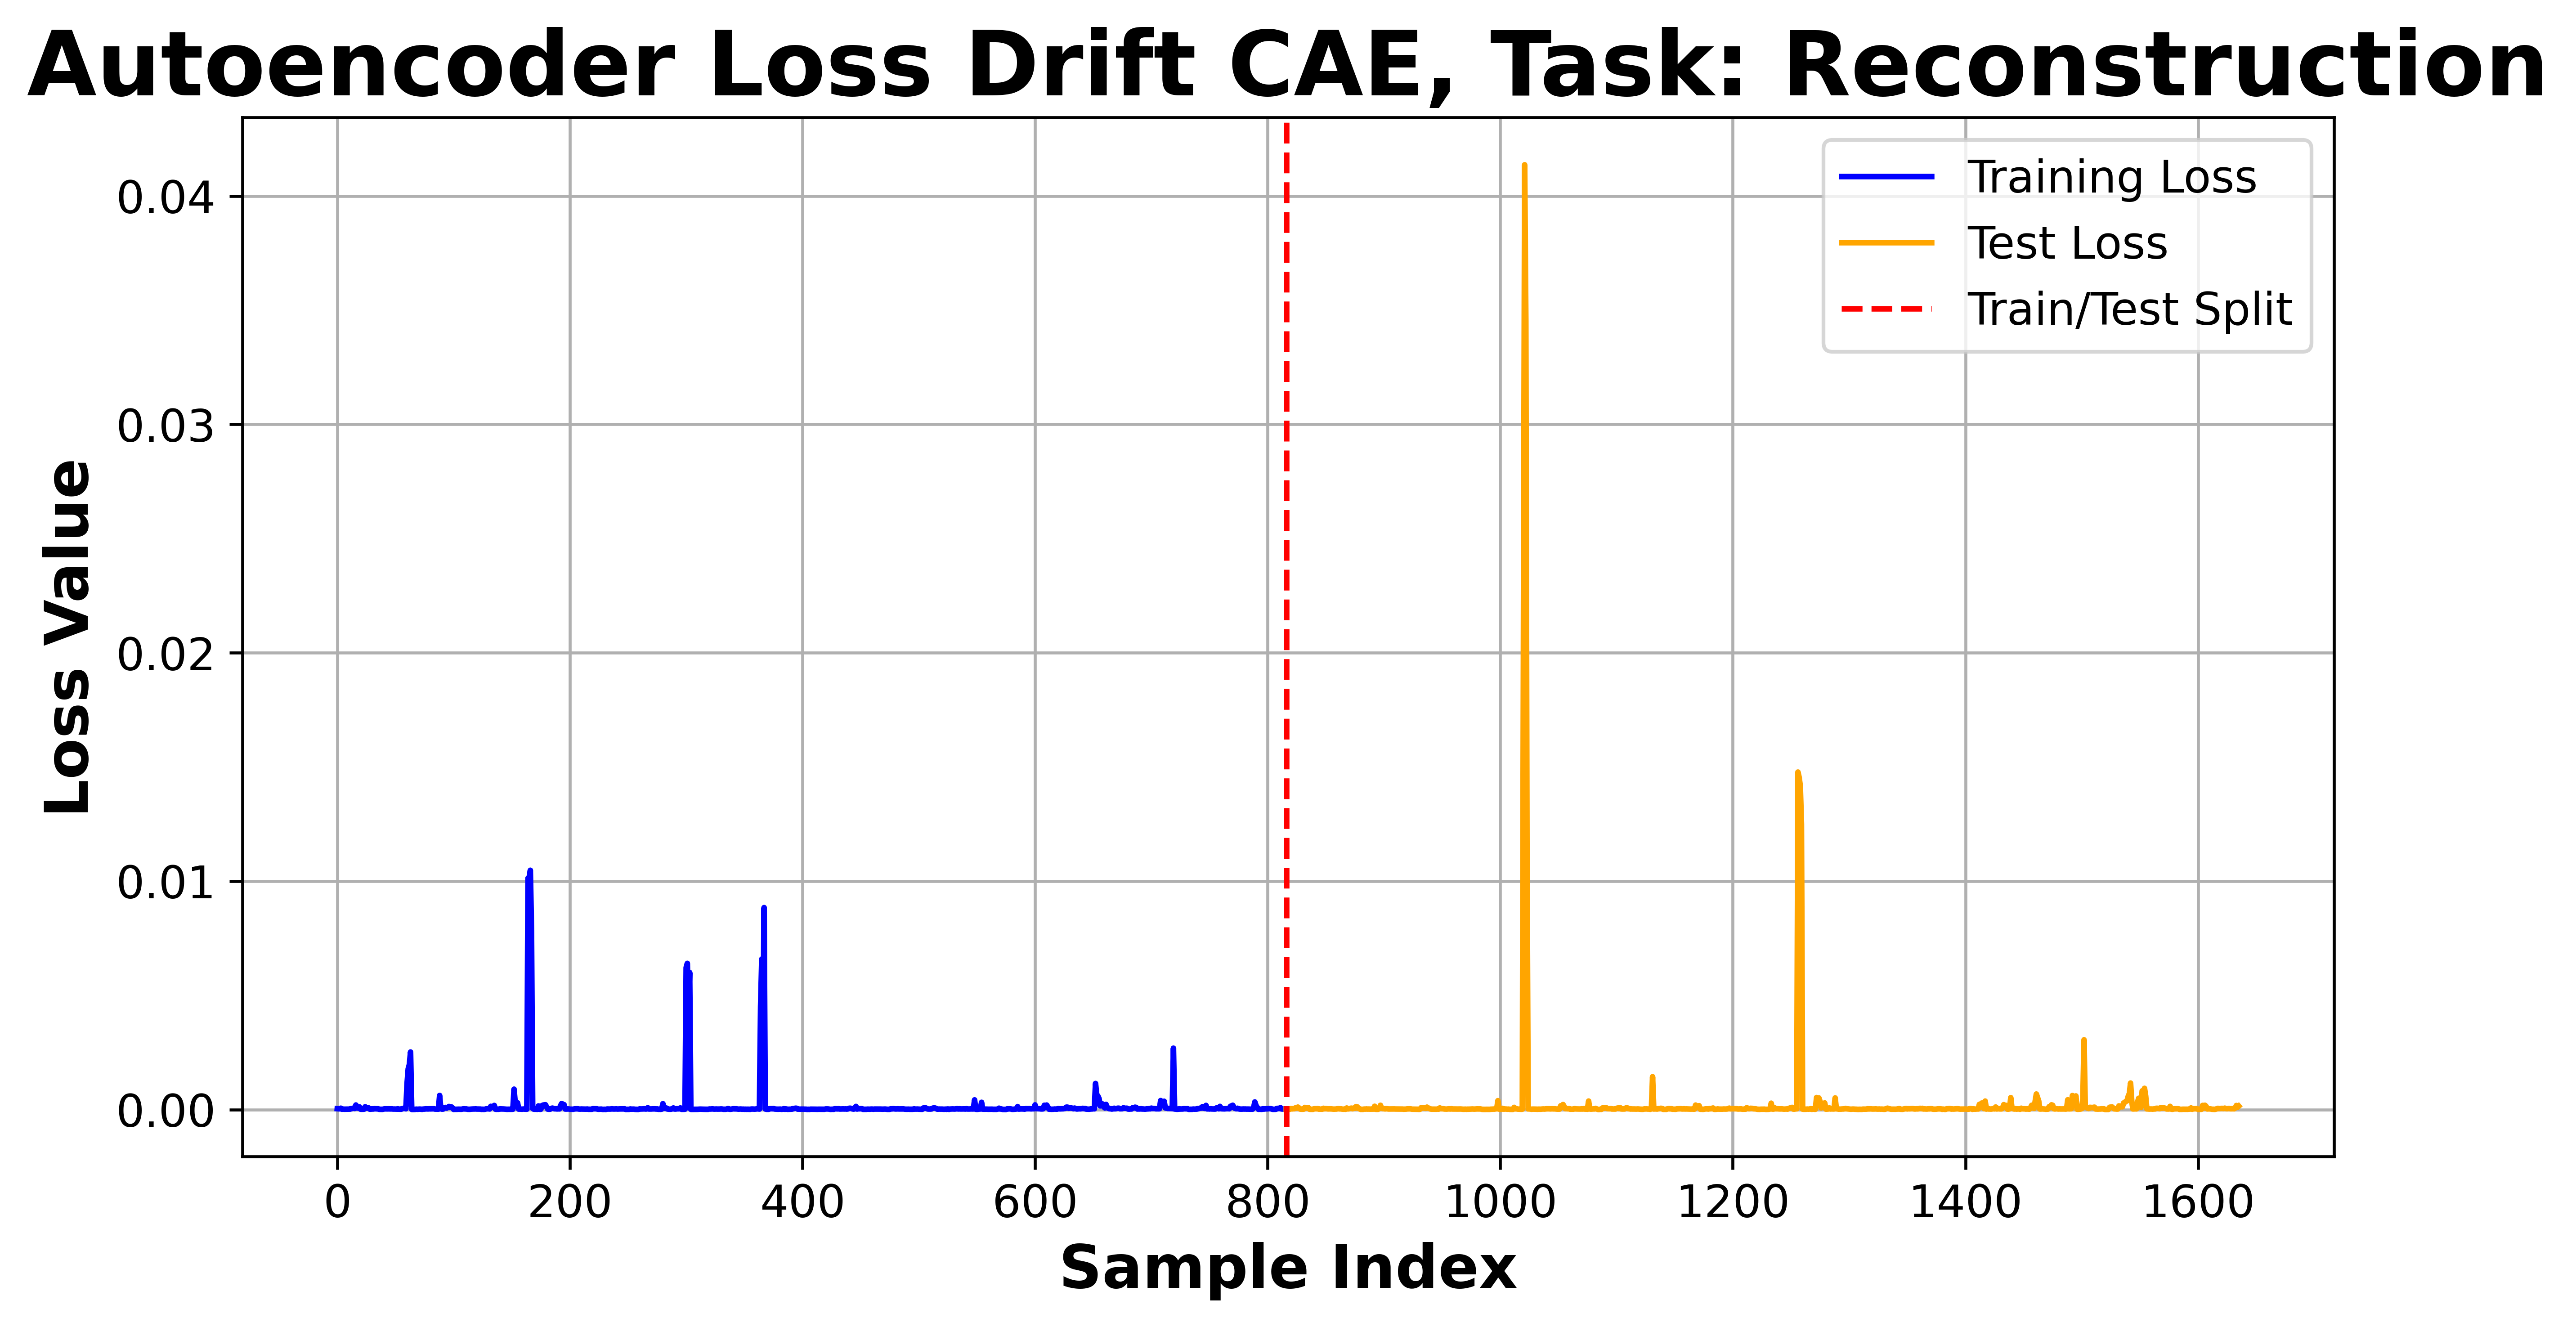 Autoencoder Loss Drift CAE, Task: Reconstruction
Training Loss
Test Loss
Train/Test Split
Loss Value
0.04
0.03
0.02
0.01
0.00
0 200 400 600 800 1000 1200 1400 1600
Sample Index